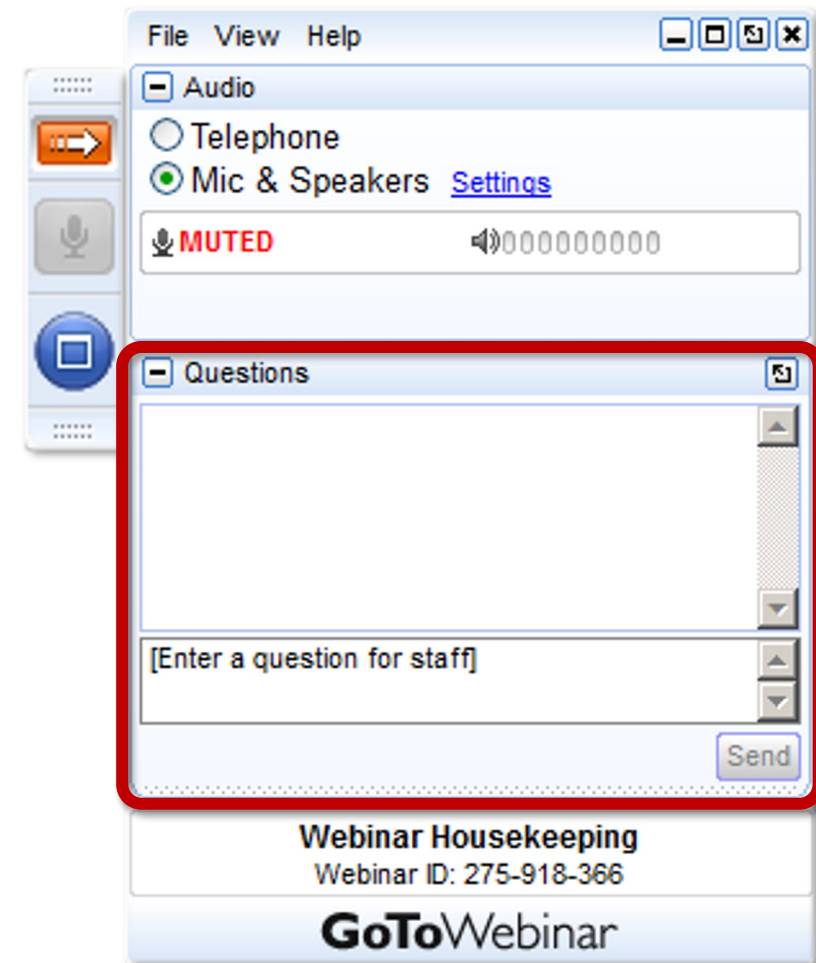 File View Help
Audio
Telephone
Mic & Speakers Settings
MUTED
Questions
[Enter a question for staff]
Send
Webinar Housekeeping
Webinar ID: 275-918-366
GoToWebinar